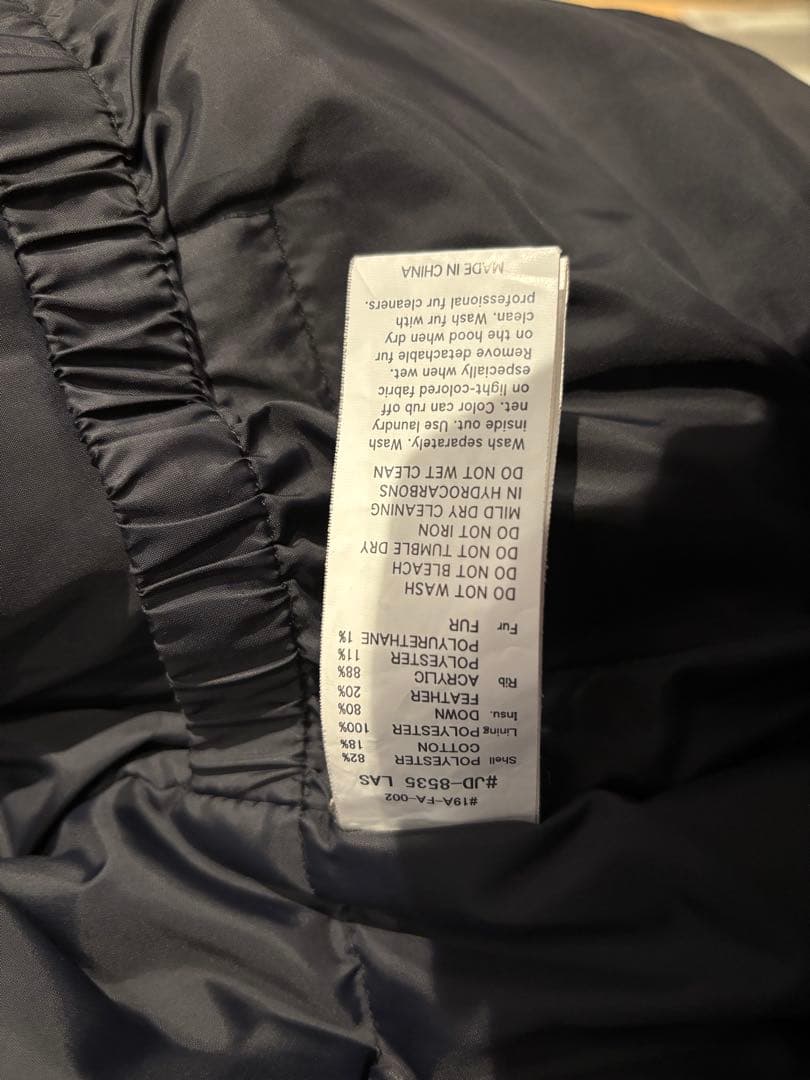 #19A-FA-002
#JD-8535 LAS
Shell POLYESTER 82%
COTTON 18%
Lining POLYESTER 100%
Insu. DOWN 80%
FEATHER 20%
Rib ACRYLIC 88%
POLYESTER 11%
POLYURETHANE 1%
Fur FUR
DO NOT WASH
DO NOT BLEACH
DO NOT TUMBLE DRY
DO NOT IRON
MILD DRY CLEANING
IN HYDROCARBONS
DO NOT WET CLEAN
Wash separately. Wash
inside out. Use laundry
net. Color can rub off
on light-colored fabric
especially when wet.
Remove detachable fur
on the hood when dry
clean. Wash fur with
professional fur cleaners.
MADE IN CHINA